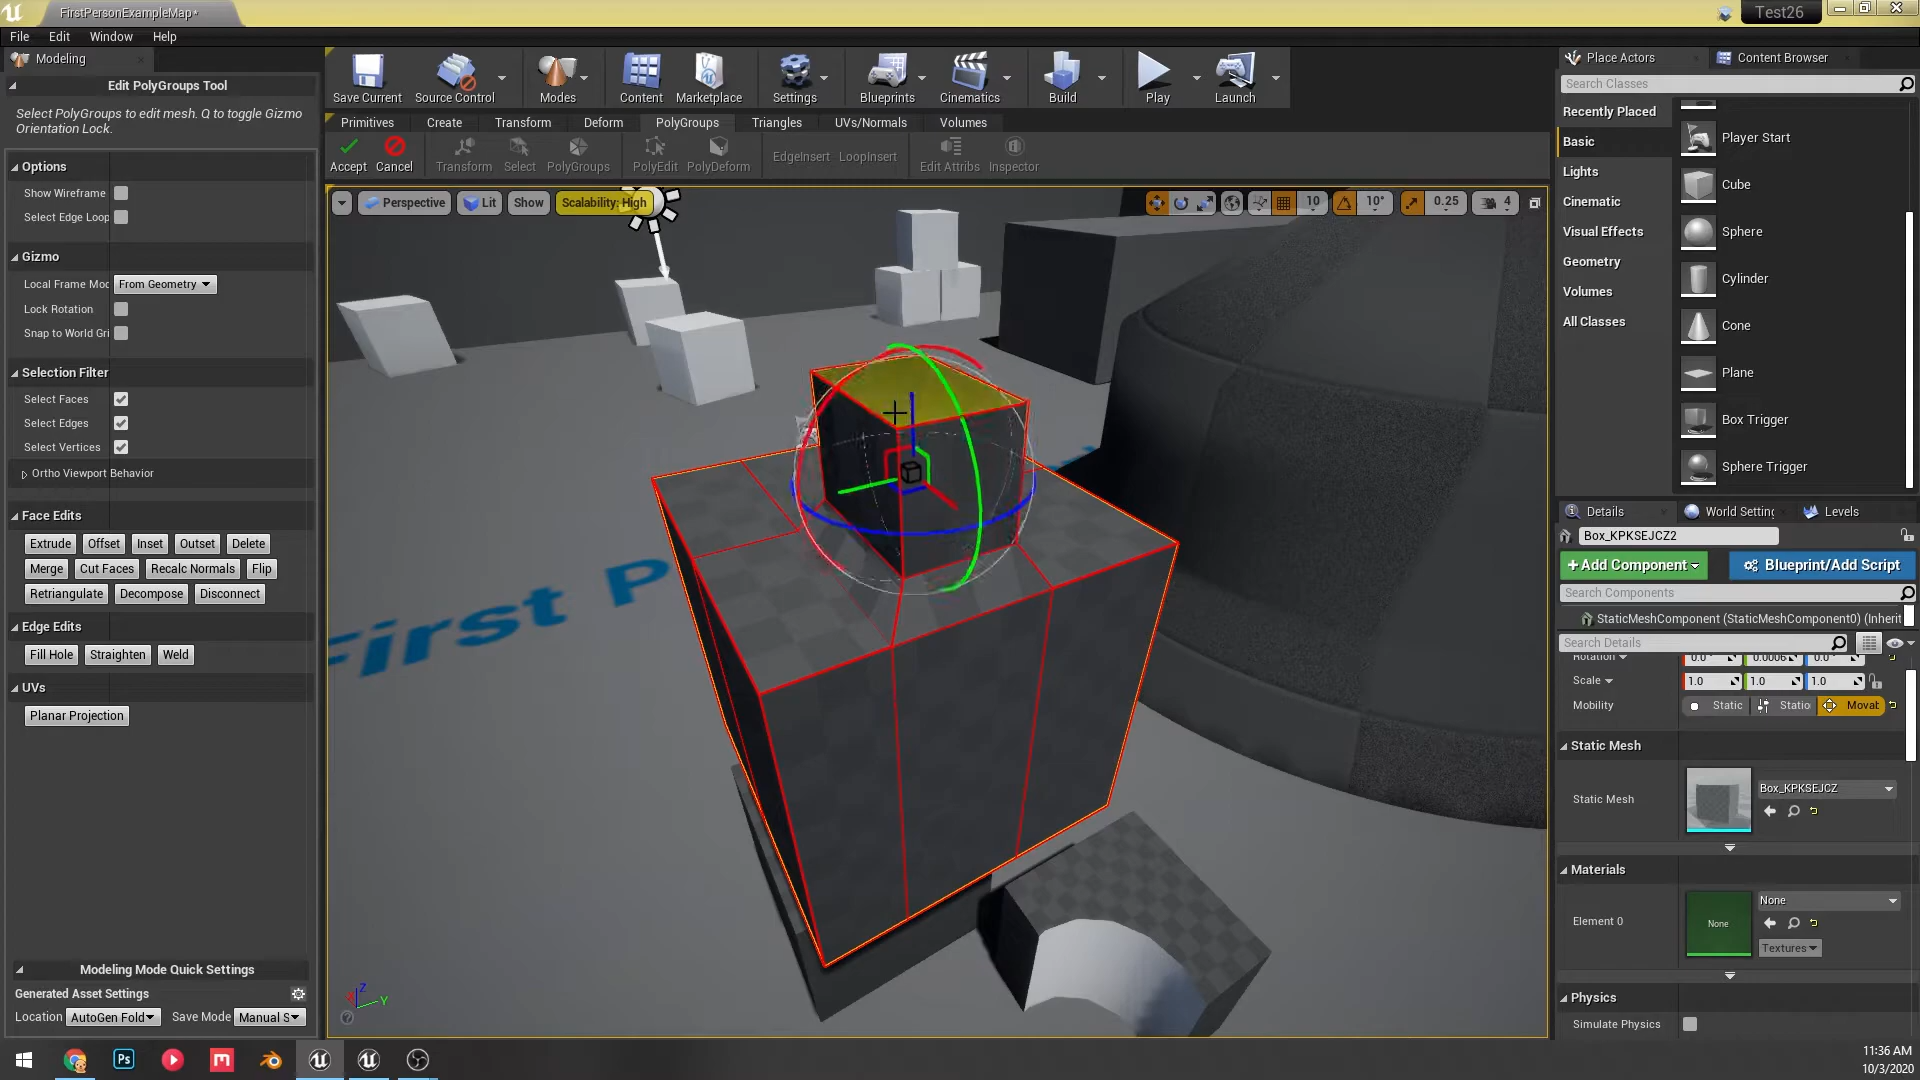 FirstPersonExampleMap*
Test26
File Edit Window Help
Modeling
Place Actors
Content Browser
Edit PolyGroups Tool
Select PolyGroups to edit mesh. Q to toggle Gizmo
Orientation Lock.
Options
Show Wireframe
Select Edge Loop
Gizmo
Local Frame Moc From Geometry
Lock Rotation
Snap to World Gri
Selection Filter
Select Faces
Select Edges
Select Vertices
Ortho Viewport Behavior
Face Edits
Extrude Offset Inset Outset Delete
Merge Cut Faces Recalc Normals Flip
Retriangulate Decompose Disconnect
Edge Edits
Fill Hole Straighten Weld
UVs
Planar Projection
Modeling Mode Quick Settings
Generated Asset Settings
Location AutoGen Fold Save Mode Manual S
Save Current Source Control Modes Content Marketplace Settings Blueprints Cinematics Build Play Launch
Primitives Create Transform Deform PolyGroups Triangles UVs/Normals Volumes
Accept Cancel Transform Select PolyGroups PolyEdit PolyDeform EdgeInsert LoopInsert Edit Attribs Inspector
Perspective Lit Show Scalability: High
10 10° 0.25 4
First P
Z
Y
Search Classes
Recently Placed
Basic
Lights
Cinematic
Visual Effects
Geometry
Volumes
All Classes
Player Start
Cube
Sphere
Cylinder
Cone
Plane
Box Trigger
Sphere Trigger
Details
World Setting
Levels
Box_KPKSEJCZ2
+Add Component
Blueprint/Add Script
Search Components
StaticMeshComponent (StaticMeshComponent0) (Inherit
Search Details
Rotation 0.0° 0.0006 0.0°
Scale 1.0 1.0 1.0
Mobility Static Statio Movab
Static Mesh
Static Mesh Box_KPKSEJCZ
Materials
Element 0 None None
Textures
Physics
Simulate Physics
11:36 AM
10/3/2020